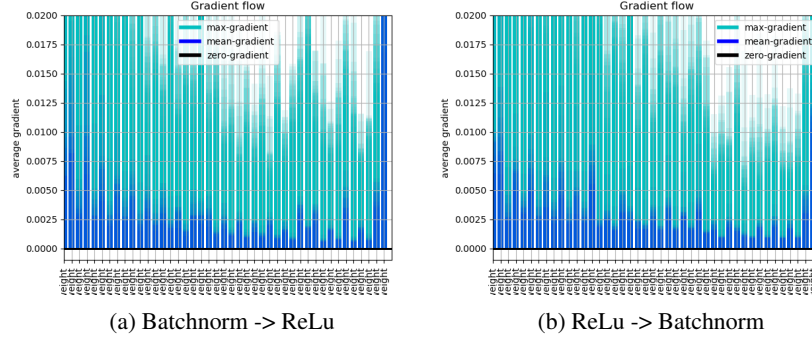 Gradient flow
0.0200
0.0175
0.0150
0.0125
0.0100
0.0075
0.0050
0.0025
0.0000
average gradient
max-gradient
mean-gradient
zero-gradient
(a) Batchnorm -> ReLu
Gradient flow
0.0200
0.0175
0.0150
0.0125
0.0100
0.0075
0.0050
0.0025
0.0000
average gradient
max-gradient
mean-gradient
zero-gradient
(b) ReLu -> Batchnorm